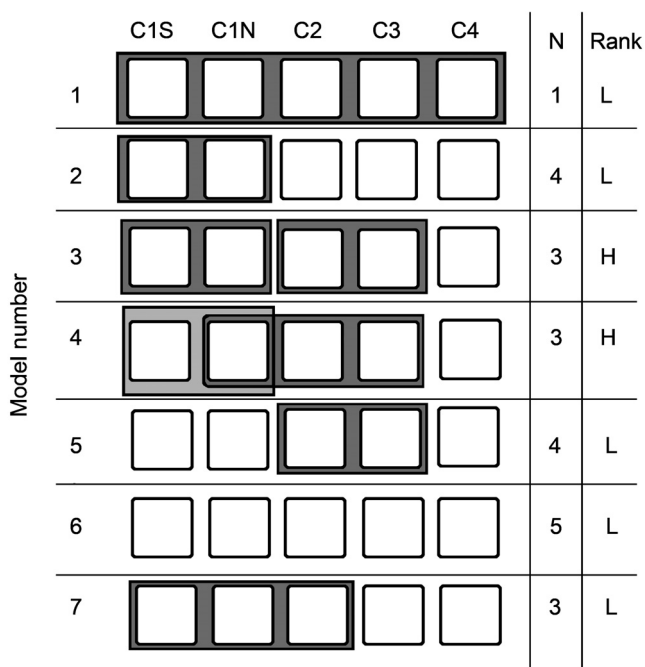 C1S C1N C2 C3 C4 N Rank
1 1 L
2 4 L
3 3 H
4 3 H
5 4 L
6 5 L
7 3 L
Model number